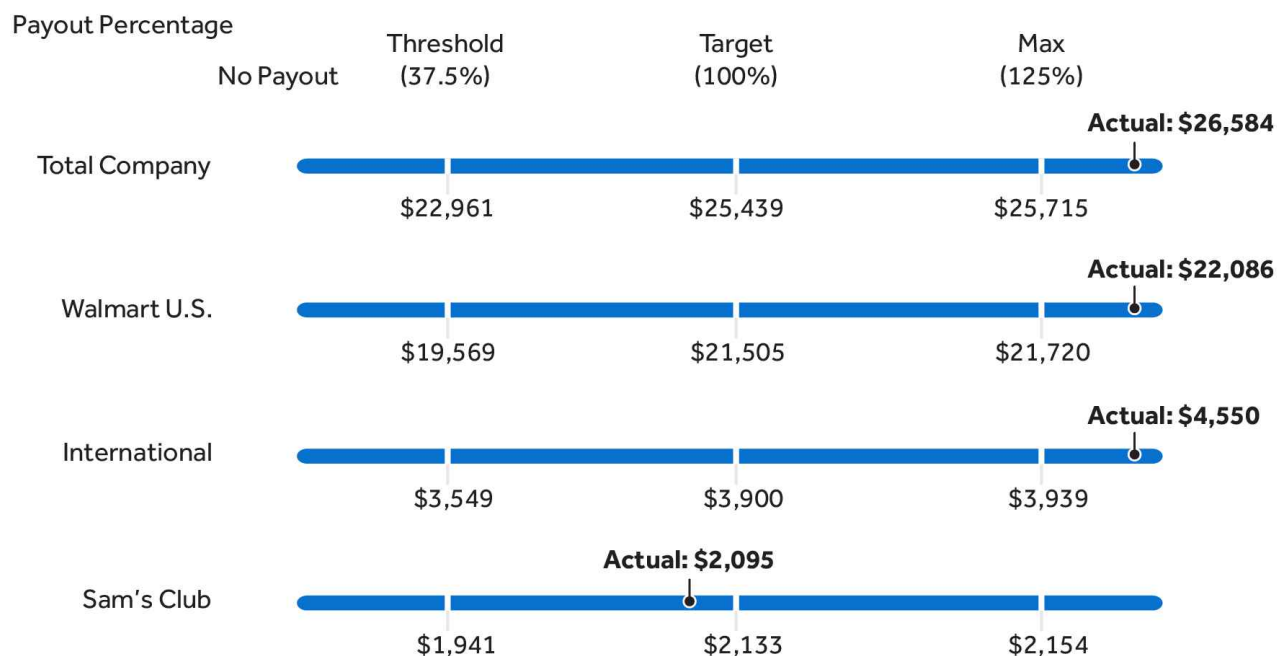 Payout Percentage
No Payout
Threshold
(37.5%)
Target
(100%)
Max
(125%)
Actual: $26,584
Total Company
$22,961
$25,439
$25,715
Actual: $22,086
Walmart U.S.
$19,569
$21,505
$21,720
Actual: $4,550
International
$3,549
$3,900
$3,939
Actual: $2,095
Sam's Club
$1,941
$2,133
$2,154